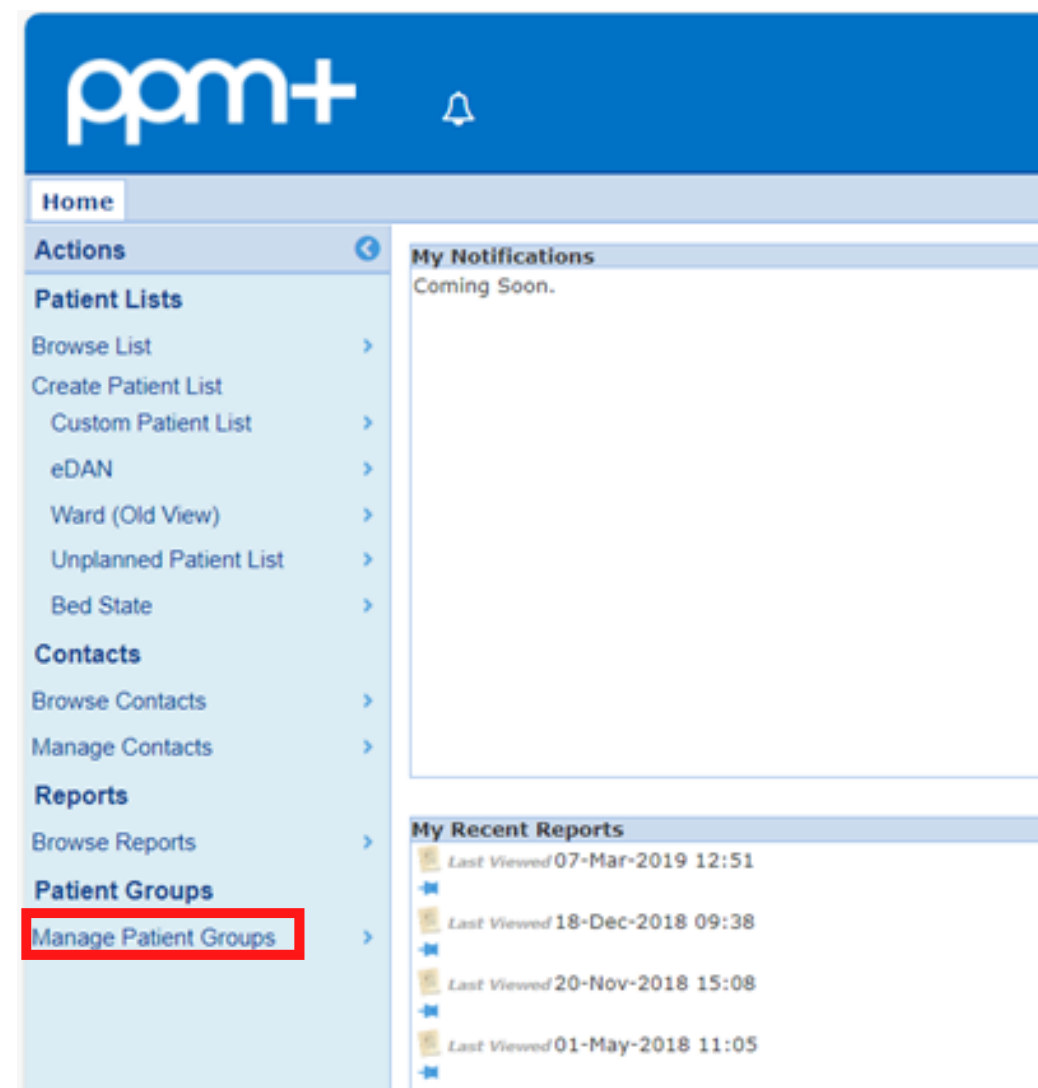 ppm+
Home
Actions
Patient Lists
Browse List
Create Patient List
Custom Patient List
eDAN
Ward (Old View)
Unplanned Patient List
Bed State
Contacts
Browse Contacts
Manage Contacts
Reports
Browse Reports
Patient Groups
Manage Patient Groups
My Notifications
Coming Soon.
My Recent Reports
Last Viewed 07-Mar-2019 12:51
Last Viewed 18-Dec-2018 09:38
Last Viewed 20-Nov-2018 15:08
Last Viewed 01-May-2018 11:05